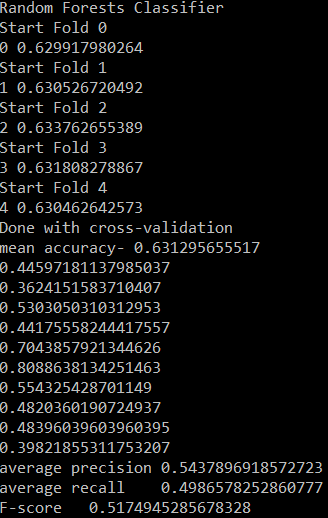 Random Forests Classifier
Start Fold 0
0 0.629917980264
Start Fold 1
1 0.630526720492
Start Fold 2
2 0.633762655389
Start Fold 3
3 0.631808278867
Start Fold 4
4 0.630462642573
Done with cross-validation
mean accuracy- 0.631295655517
0.44597181137985037
0.3624151583710407
0.5303050310312953
0.44175558244417557
0.7043857921344626
0.8088638134251463
0.554325428701149
0.4820360190724937
0.48396039603960395
0.39821855311753207
average precision 0.5437896918572723
average recall    0.4986578252860777
F-score   0.5174945285678328